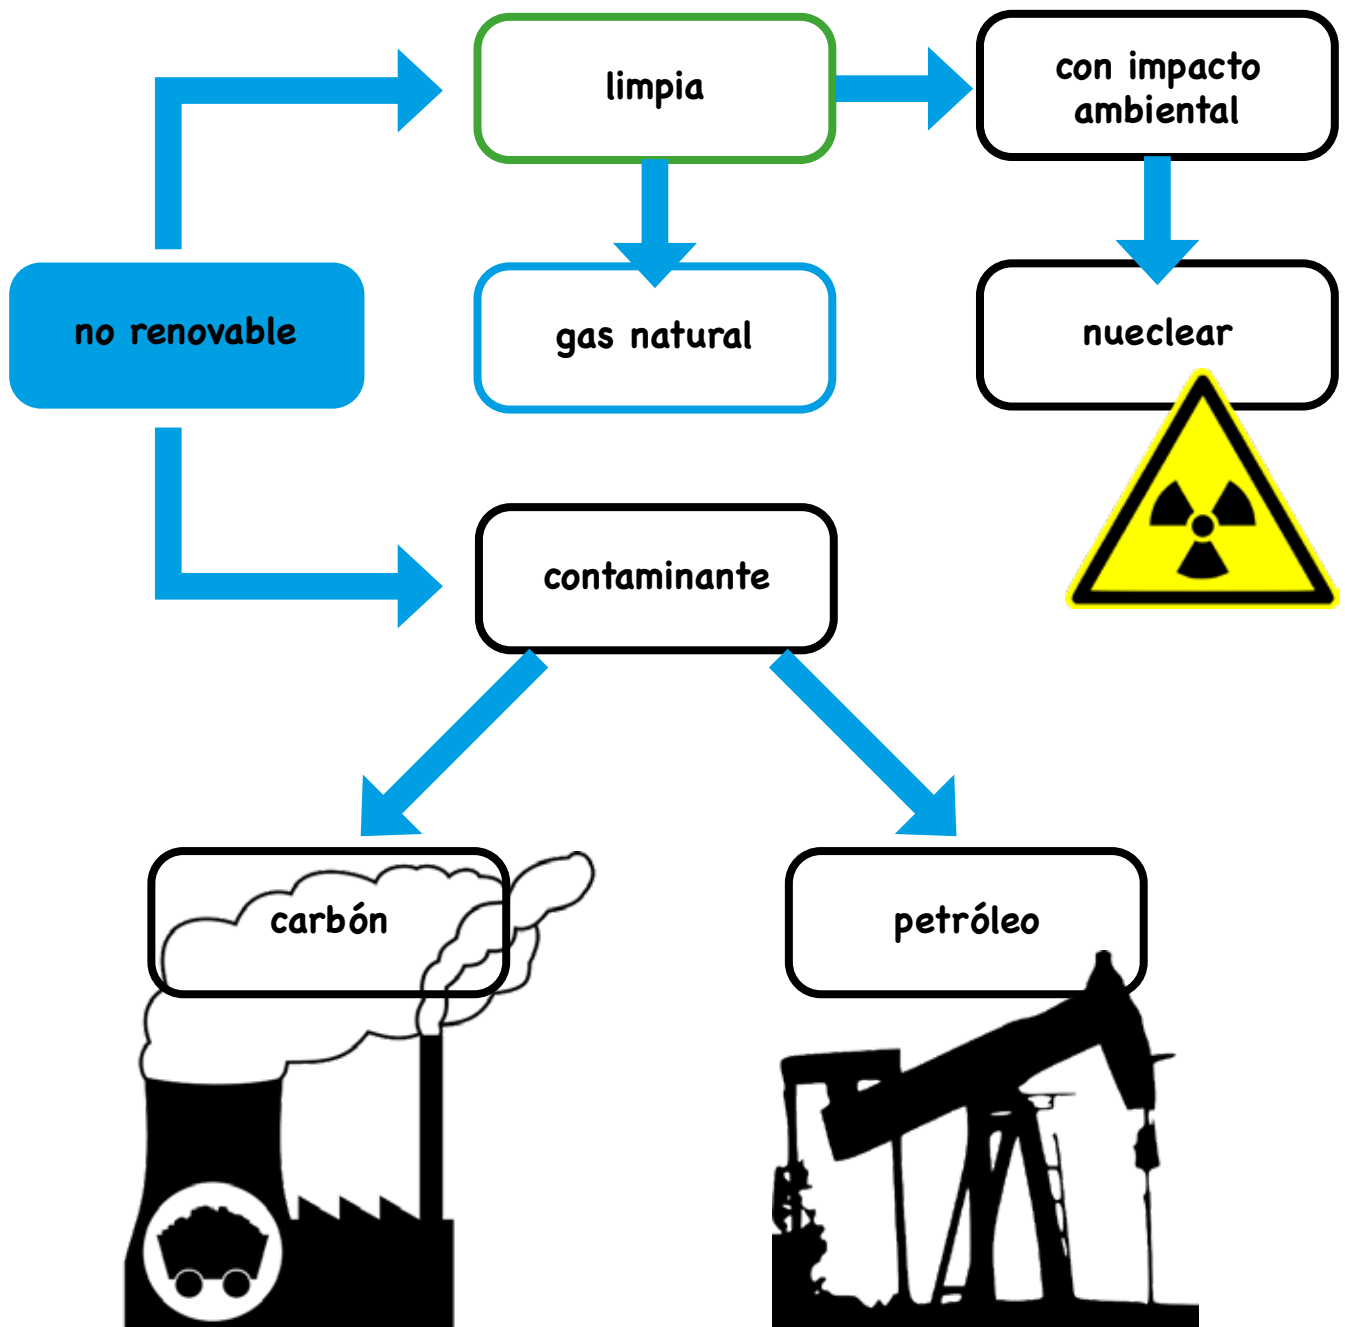 limpia
con impacto
ambiental
no renovable
gas natural
nueclear
contaminante
carbón
petróleo